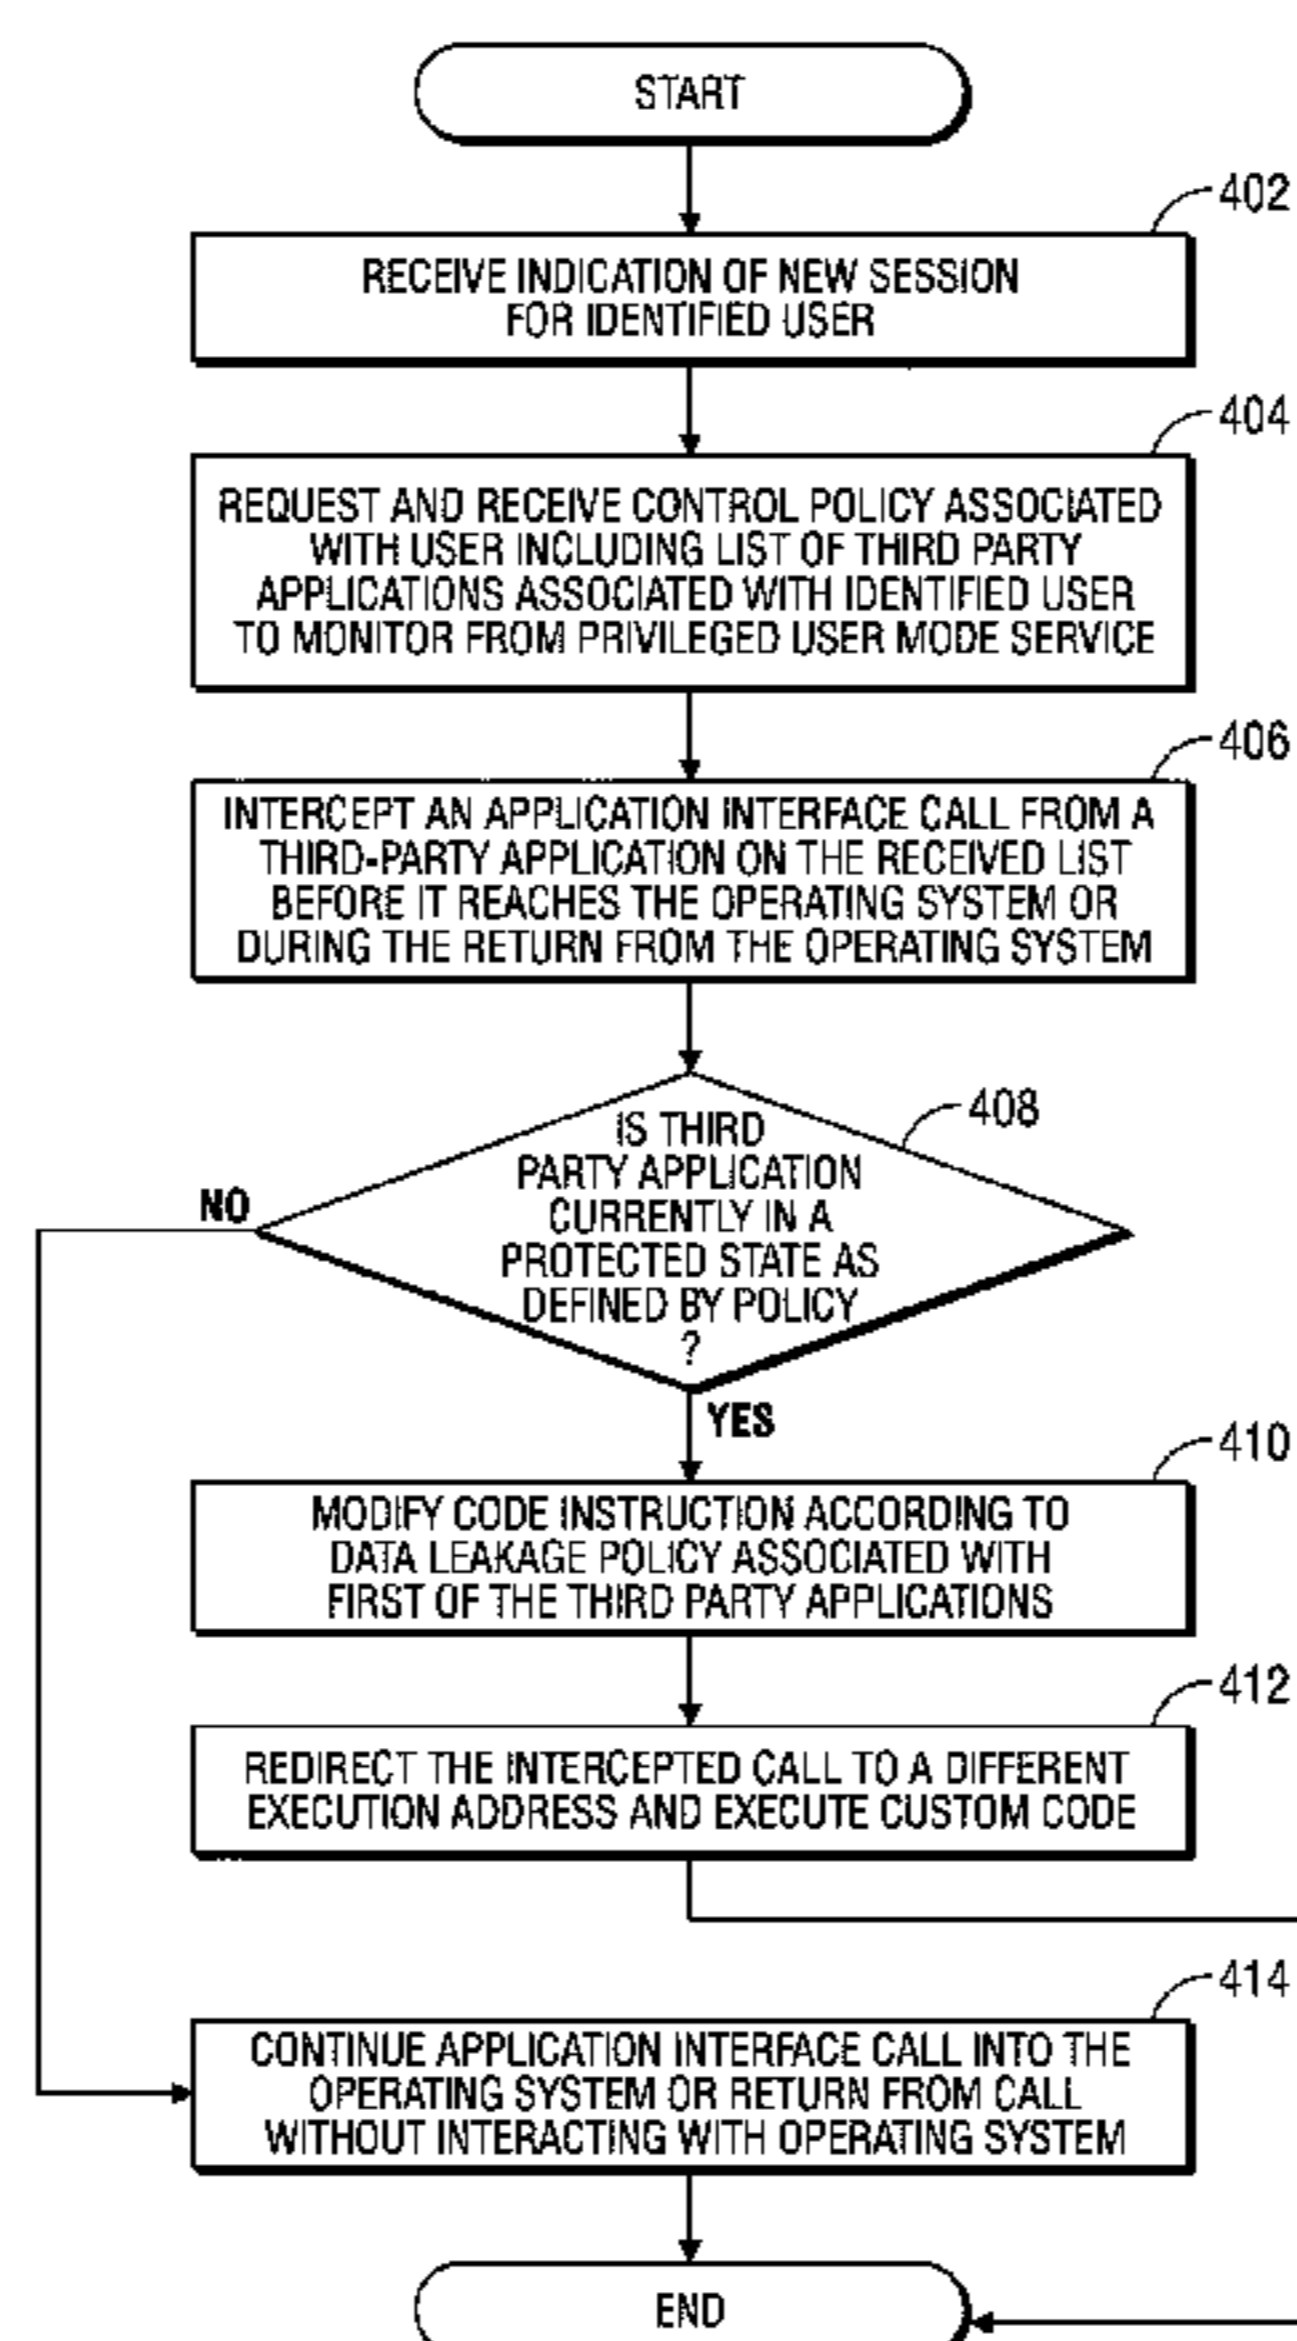 START
402
RECEIVE INDICATION OF NEW SESSION
FOR IDENTIFIED USER
404
REQUEST AND RECEIVE CONTROL POLICY ASSOCIATED
WITH USER INCLUDING LIST OF THIRD PARTY
APPLICATIONS ASSOCIATED WITH IDENTIFIED USER
TO MONITOR FROM PRIVILEGED USER MODE SERVICE
406
INTERCEPT AN APPLICATION INTERFACE CALL FROM A
THIRD-PARTY APPLICATION ON THE RECEIVED LIST
BEFORE IT REACHES THE OPERATING SYSTEM OR
DURING THE RETURN FROM THE OPERATING SYSTEM
408
IS THIRD
PARTY APPLICATION
CURRENTLY IN A
PROTECTED STATE AS
DEFINED BY POLICY
?
NO
YES
410
MODIFY CODE INSTRUCTION ACCORDING TO
DATA LEAKAGE POLICY ASSOCIATED WITH
FIRST OF THE THIRD PARTY APPLICATIONS
412
REDIRECT THE INTERCEPTED CALL TO A DIFFERENT
EXECUTION ADDRESS AND EXECUTE CUSTOM CODE
414
CONTINUE APPLICATION INTERFACE CALL INTO THE
OPERATING SYSTEM OR RETURN FROM CALL
WITHOUT INTERACTING WITH OPERATING SYSTEM
END